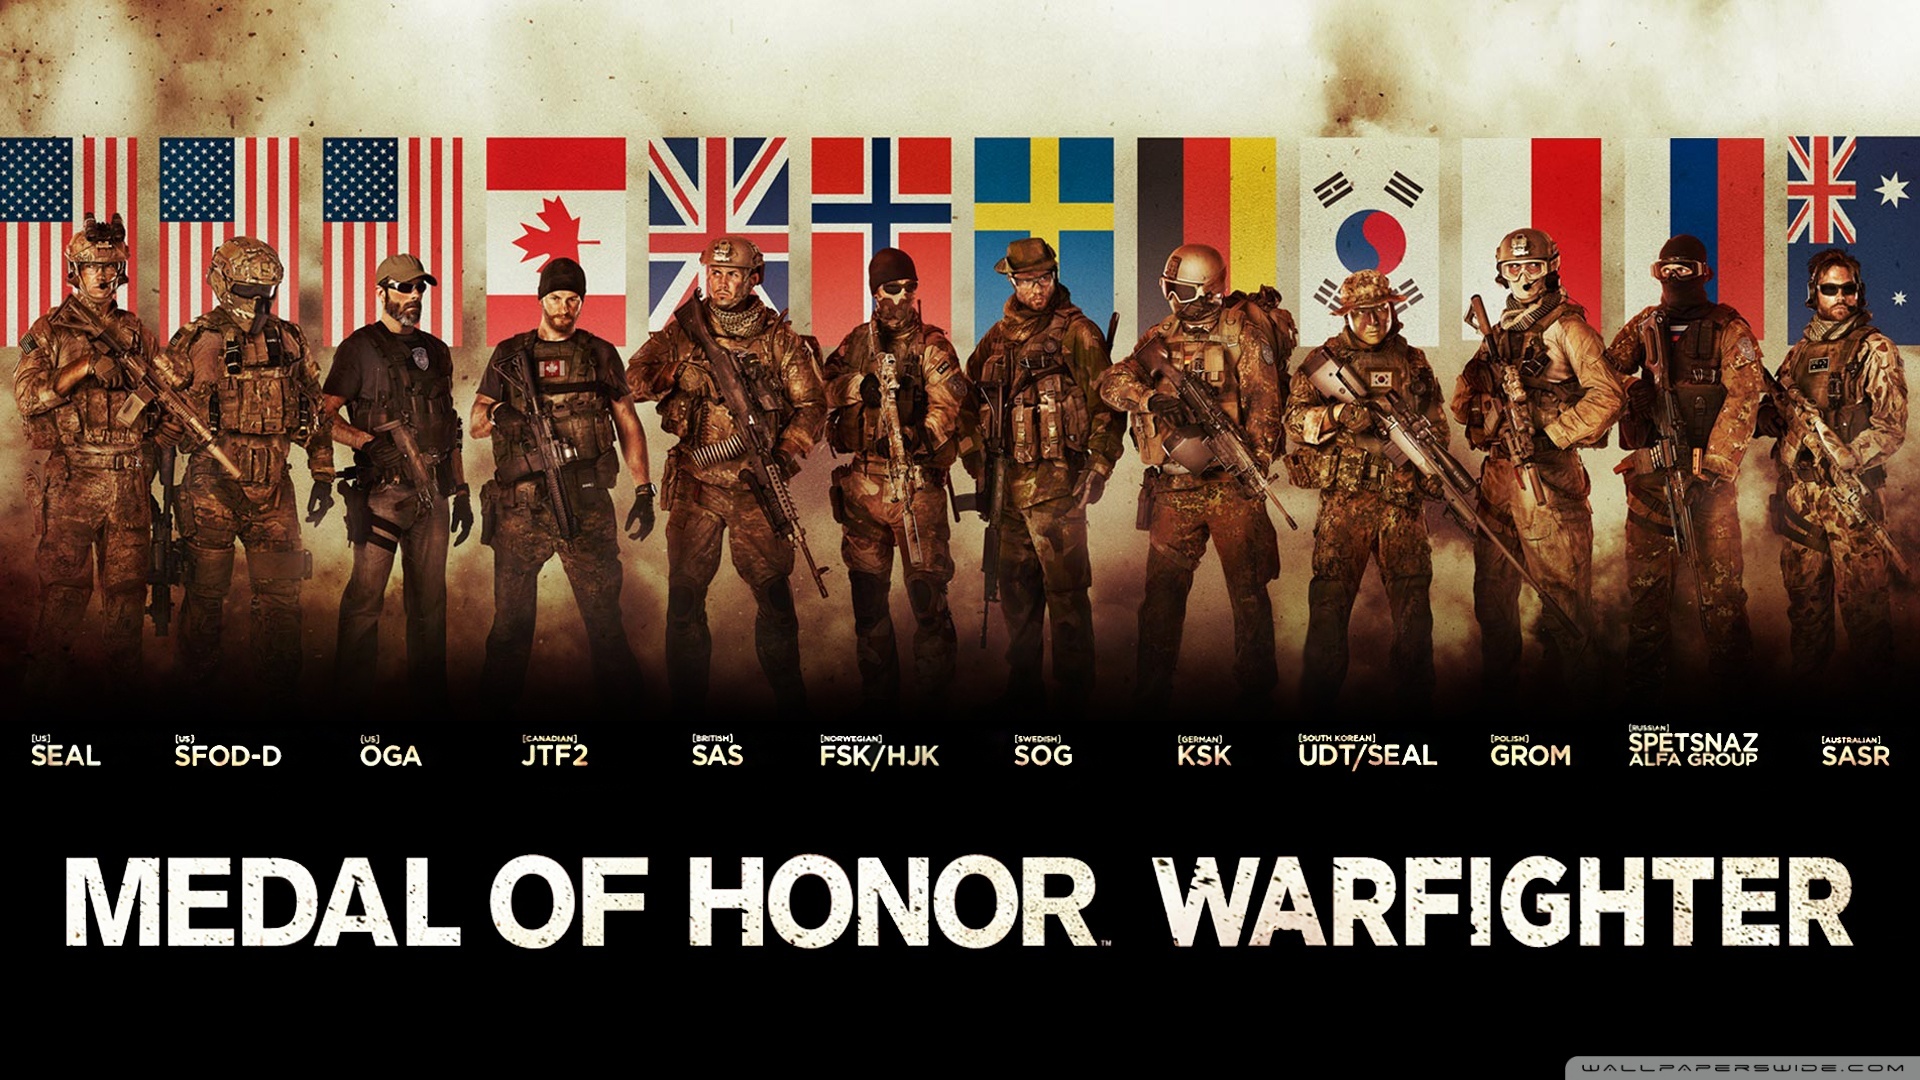 [US]
SEAL
[US]
SFOD-D
[US]
OGA
[CANADIAN]
JTF2
[BRITISH]
SAS
[NORWEGIAN]
FSK/HJK
[SWEDISH]
SOG
[GERMAN]
KSK
[SOUTH KOREAN]
UDT/SEAL
[POLISH]
GROM
[RUSSIAN]
SPETSNAZ
ALFA GROUP
[AUSTRALIAN]
SASR
MEDAL OF HONOR™ WARFIGHTER
WALLPAPERSWIDE.COM